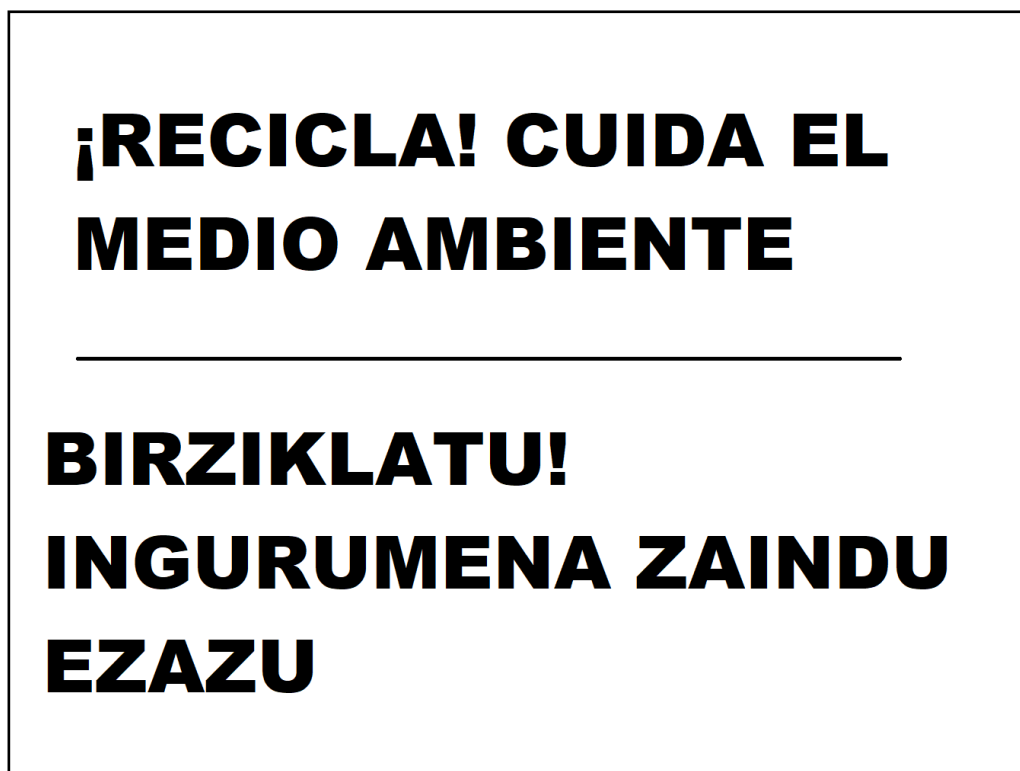 ¡RECICLA! CUIDA EL
MEDIO AMBIENTE
BIRZIKLATU!
INGURUMENA ZAINDU
EZAZU